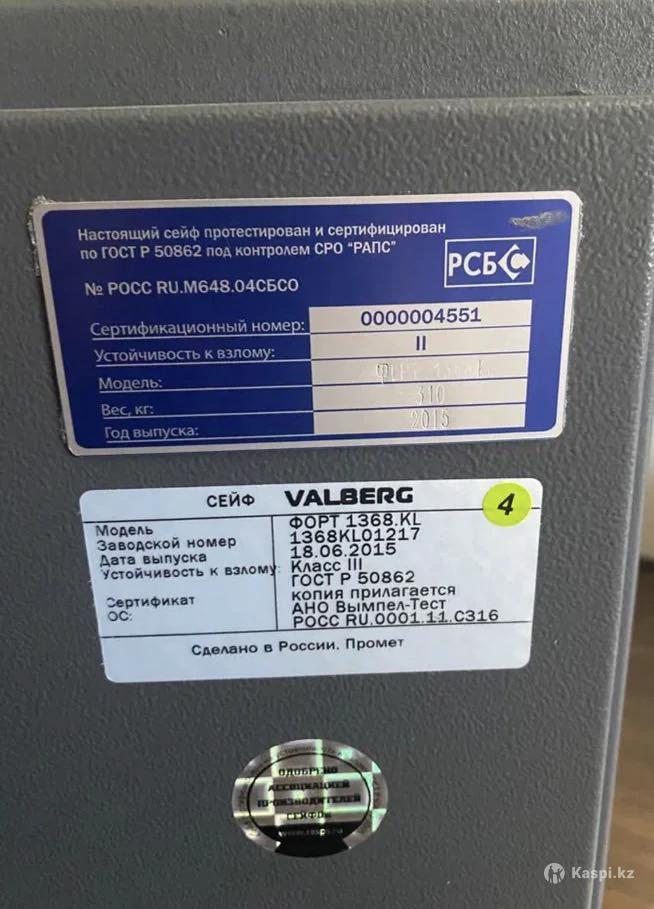 Настоящий сейф протестирован и сертифицирован
по ГОСТ Р 50862 под контролем СРО "РАПС"
РСБС
№ РОСС RU.М648.04СБСО
Сертификационный номер: 0000004551
Устойчивость к взлому: II
Модель:
Вес, кг: 310
Год выпуска: 2015
СЕЙФ VALBERG 4
Модель ФОРТ 1368.KL
Заводской номер 1368KL01217
Дата выпуска 18.06.2015
Устойчивость к взлому: Класс III
ГОСТ Р 50862
Сертификат копия прилагается
ОС: АНО Вымпел-Тест
РОСС RU.0001.11.С316
Сделано в России. Промет
ОДОБРЕНО
АССОЦИАЦИЕЙ
ПРОИЗВОДИТЕЛЕЙ
СЕЙФОВ
Kaspi.kz